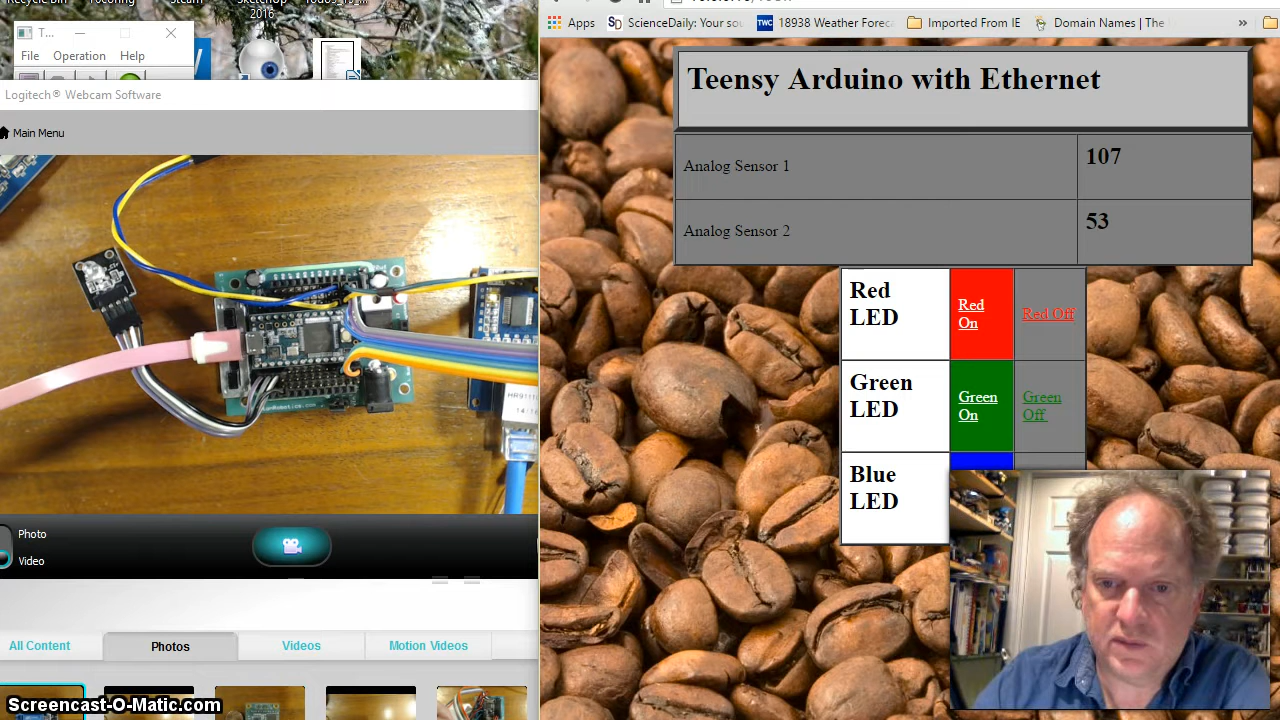 2016
T...
File Operation Help
Logitech® Webcam Software
Main Menu
Photo
Video
All Content Photos Videos Motion Videos
Screencast-O-Matic.com
Apps ScienceDaily: Your sou 18938 Weather Forec Imported From IE Domain Names | The »
Teensy Arduino with Ethernet
Analog Sensor 1 107
Analog Sensor 2 53
Red
LED
Red
On
Red Off
Green
LED
Green
On
Green
Off
Blue
LED